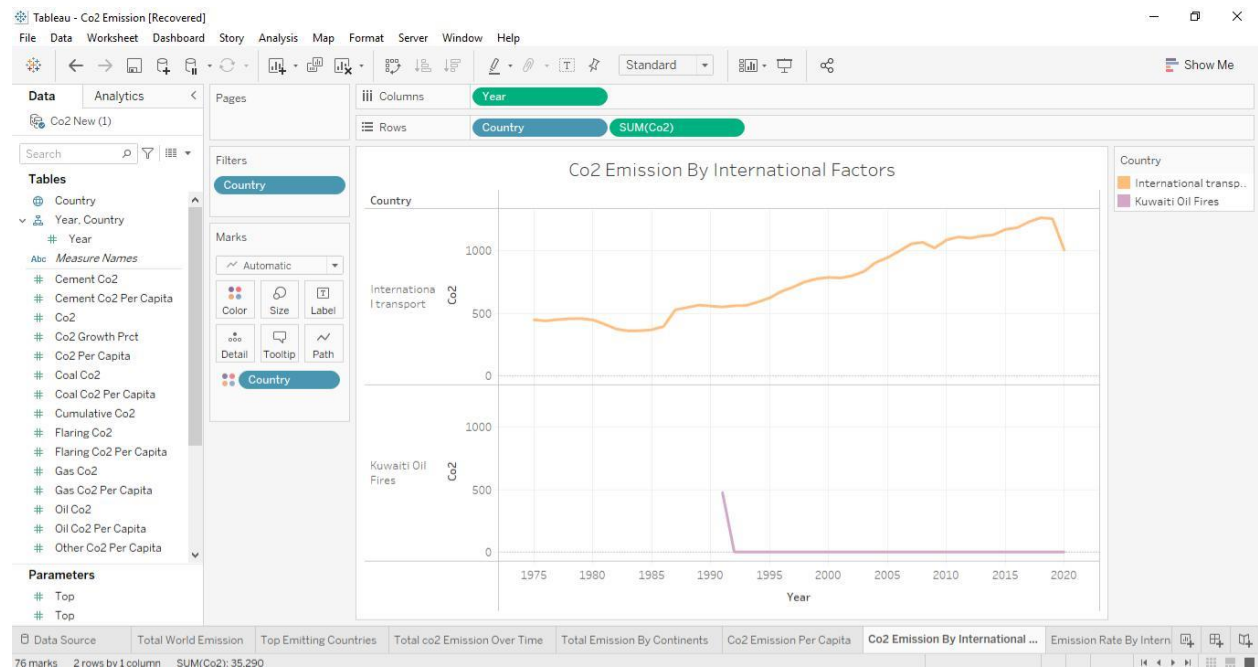 Tableau - Co2 Emission [Recovered]
File Data Worksheet Dashboard Story Analysis Map Format Server Window Help
Standard
Show Me
Data Analytics
Co2 New (1)
Search
Tables
Country
Year, Country
Year
Abc Measure Names
Cement Co2
Cement Co2 Per Capita
Co2
Co2 Growth Prct
Co2 Per Capita
Coal Co2
Coal Co2 Per Capita
Cumulative Co2
Flaring Co2
Flaring Co2 Per Capita
Gas Co2
Gas Co2 Per Capita
Oil Co2
Oil Co2 Per Capita
Other Co2 Per Capita
Parameters
Top
Top
Pages
Filters
Country
Marks
Automatic
Color Size Label
Detail Tooltip Path
Country
Columns Year
Rows Country SUM(Co2)
Co2 Emission By International Factors
Country
Internationa
l transport
Co2
1000
500
0
Kuwaiti Oil
Fires
Co2
1000
500
0
1975 1980 1985 1990 1995 2000 2005 2010 2015 2020
Year
Country
International transp..
Kuwaiti Oil Fires
Data Source Total World Emission Top Emitting Countries Total co2 Emission Over Time Total Emission By Continents Co2 Emission Per Capita Co2 Emission By International ... Emission Rate By Intern
76 marks 2 rows by 1 column SUM(Co2): 35,290